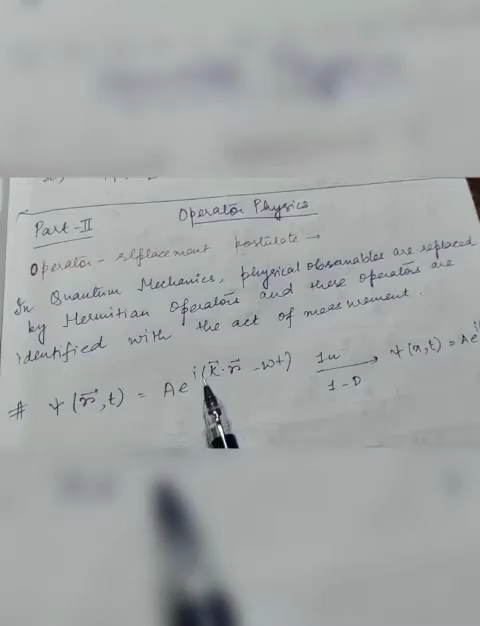 Part-II
Operator Physics
Operator - replacement postulate →
In Quantum Mechanics, physical observables are replaced
by Hermitian Operators and these operators are
identified with the act of measurement.
# ψ(r⃗,t) = Ae^i(k⃗·r⃗ -wt) In/1-D → ψ(x,t) = Ae^i